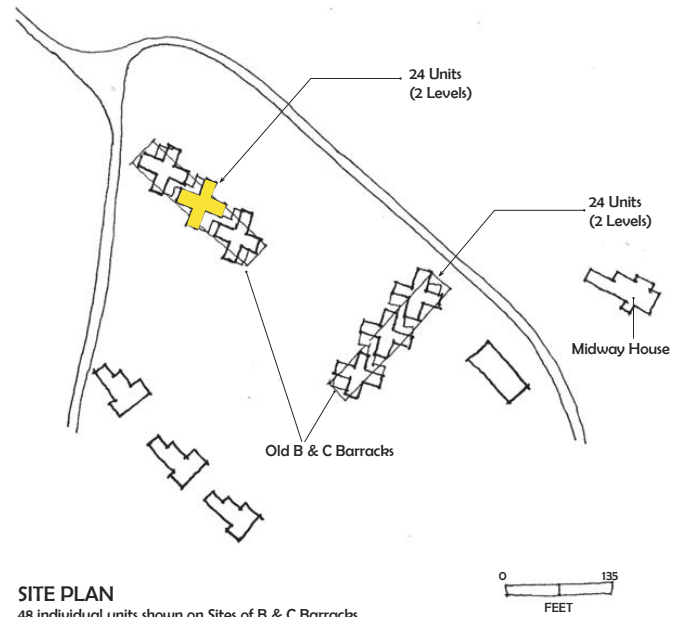 24 Units
(2 Levels)
24 Units
(2 Levels)
Midway House
Old B & C Barracks
SITE PLAN
48 individual units shown on Sites of B & C Barracks
0 135
FEET